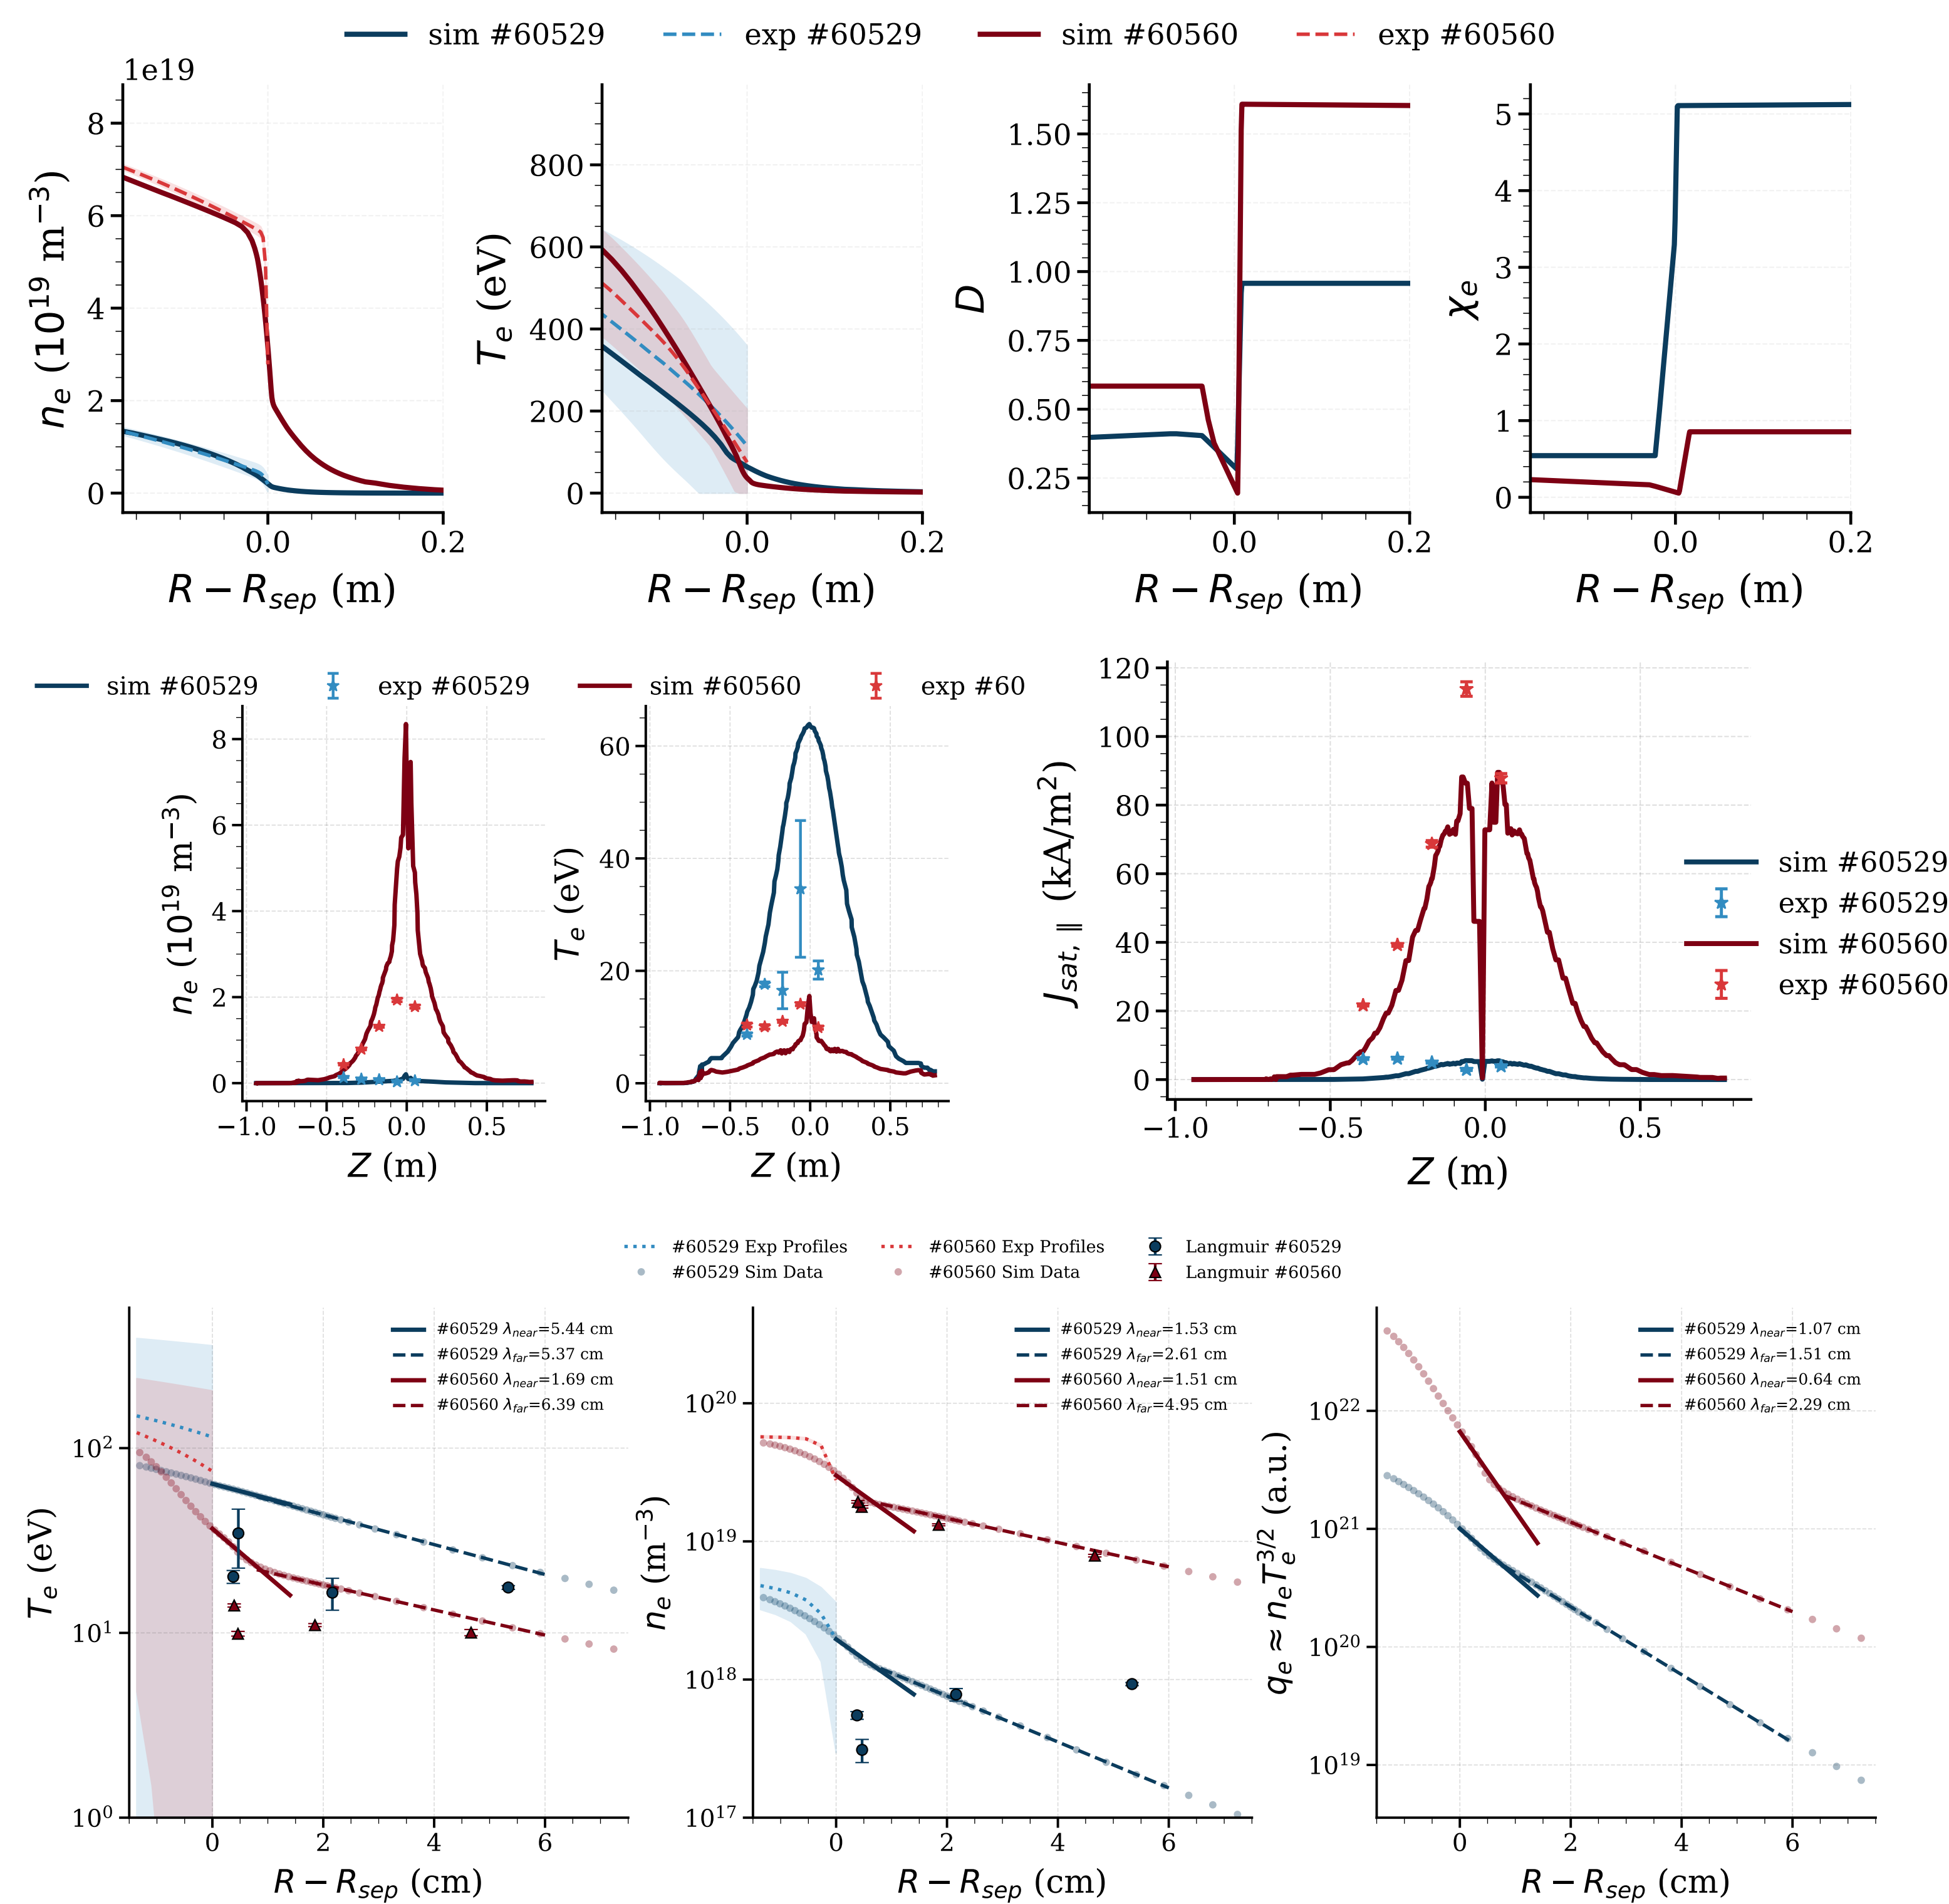 sim #60529 exp #60529 sim #60560 exp #60560
1e19
8 6 4 2 0
0.0 0.2
n_e (10^19 m^−3)
R − R_sep (m)
800 600 400 200 0
0.0 0.2
T_e (eV)
R − R_sep (m)
1.50 1.25 1.00 0.75 0.50 0.25
0.0 0.2
D
R − R_sep (m)
5 4 3 2 1 0
0.0 0.2
χ_e
R − R_sep (m)
sim #60529 exp #60529 sim #60560 exp #60
8 6 4 2 0
−1.0 −0.5 0.0 0.5
n_e (10^19 m^−3)
Z (m)
60 40 20 0
−1.0 −0.5 0.0 0.5
T_e (eV)
Z (m)
120 100 80 60 40 20 0
−1.0 −0.5 0.0 0.5
J_sat, ∥ (kA/m^2)
Z (m)
sim #60529
exp #60529
sim #60560
exp #60560
#60529 Exp Profiles #60560 Exp Profiles Langmuir #60529
#60529 Sim Data #60560 Sim Data Langmuir #60560
#60529 λ_near=5.44 cm
#60529 λ_far=5.37 cm
#60560 λ_near=1.69 cm
#60560 λ_far=6.39 cm
10^2 10^1 10^0
0 2 4 6
T_e (eV)
R − R_sep (cm)
#60529 λ_near=1.53 cm
#60529 λ_far=2.61 cm
#60560 λ_near=1.51 cm
#60560 λ_far=4.95 cm
10^20 10^19 10^18 10^17
0 2 4 6
n_e (m^−3)
R − R_sep (cm)
#60529 λ_near=1.07 cm
#60529 λ_far=1.51 cm
#60560 λ_near=0.64 cm
#60560 λ_far=2.29 cm
10^22 10^21 10^20 10^19
0 2 4 6
q_e ≈ n_e T_e^3/2 (a.u.)
R − R_sep (cm)